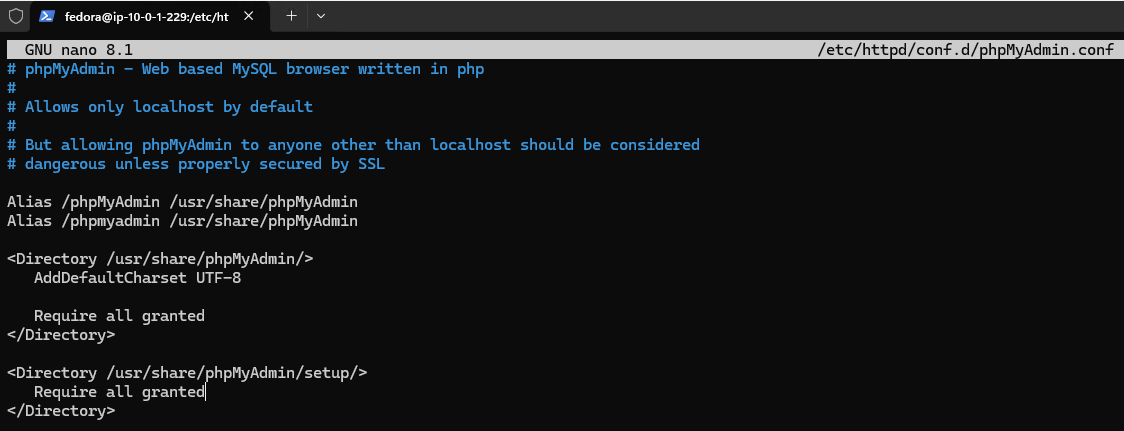 fedora@ip-10-0-1-229:/etc/ht
GNU nano 8.1 /etc/httpd/conf.d/phpMyAdmin.conf
# phpMyAdmin - Web based MySQL browser written in php
#
# Allows only localhost by default
#
# But allowing phpMyAdmin to anyone other than localhost should be considered
# dangerous unless properly secured by SSL
Alias /phpMyAdmin /usr/share/phpMyAdmin
Alias /phpmyadmin /usr/share/phpMyAdmin
<Directory /usr/share/phpMyAdmin/>
AddDefaultCharset UTF-8
Require all granted
</Directory>
<Directory /usr/share/phpMyAdmin/setup/>
Require all granted
</Directory>